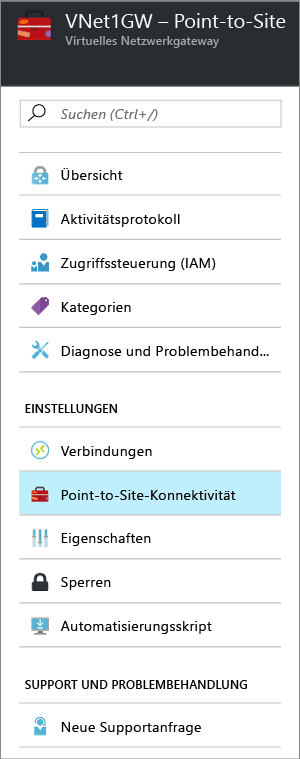 VNet1GW – Point-to-Site
Virtuelles Netzwerkgateway
Suchen (Ctrl+/)
Übersicht
Aktivitätsprotokoll
Zugriffssteuerung (IAM)
Kategorien
Diagnose und Problembehand...
EINSTELLUNGEN
Verbindungen
Point-to-Site-Konnektivität
Eigenschaften
Sperren
Automatisierungsskript
SUPPORT UND PROBLEMBEHANDLUNG
Neue Supportanfrage